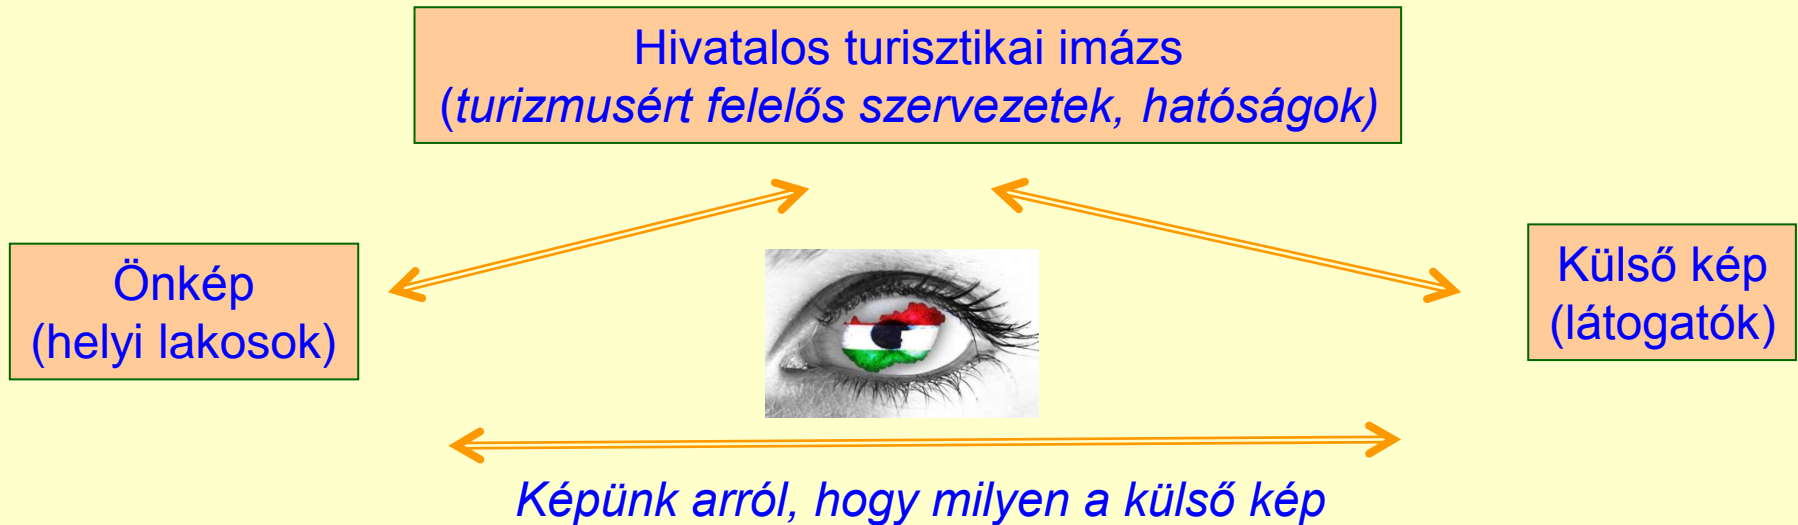 Hivatalos turisztikai imázs
(turizmusért felelős szervezetek, hatóságok)
Önkép
(helyi lakosok)
Külső kép
(látogatók)
Képünk arról, hogy milyen a külső kép